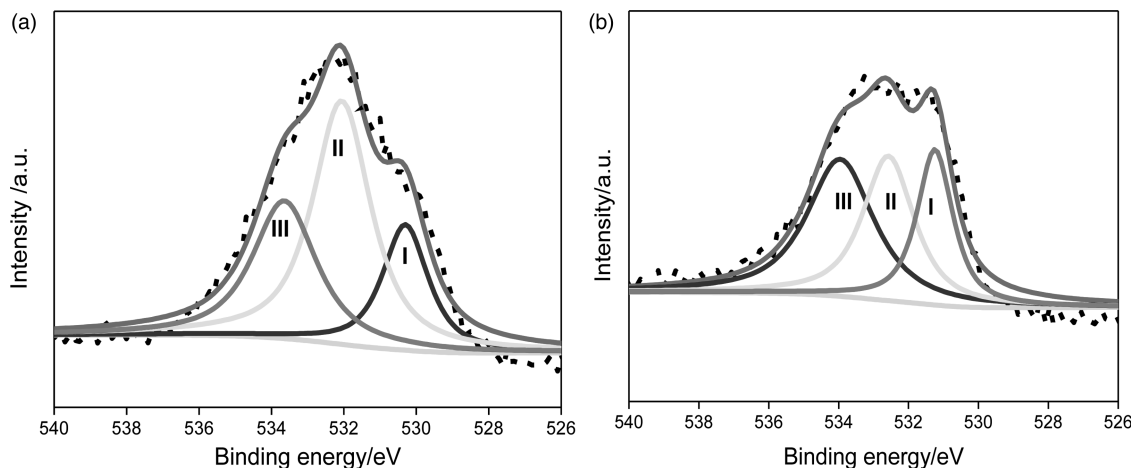 (a)
Intensity /a.u.
III
II
I
540
538
536
534
532
530
528
526
Binding energy/eV
(b)
Intensity/a.u.
III
II
I
540
538
536
534
532
530
528
526
Binding energy/eV